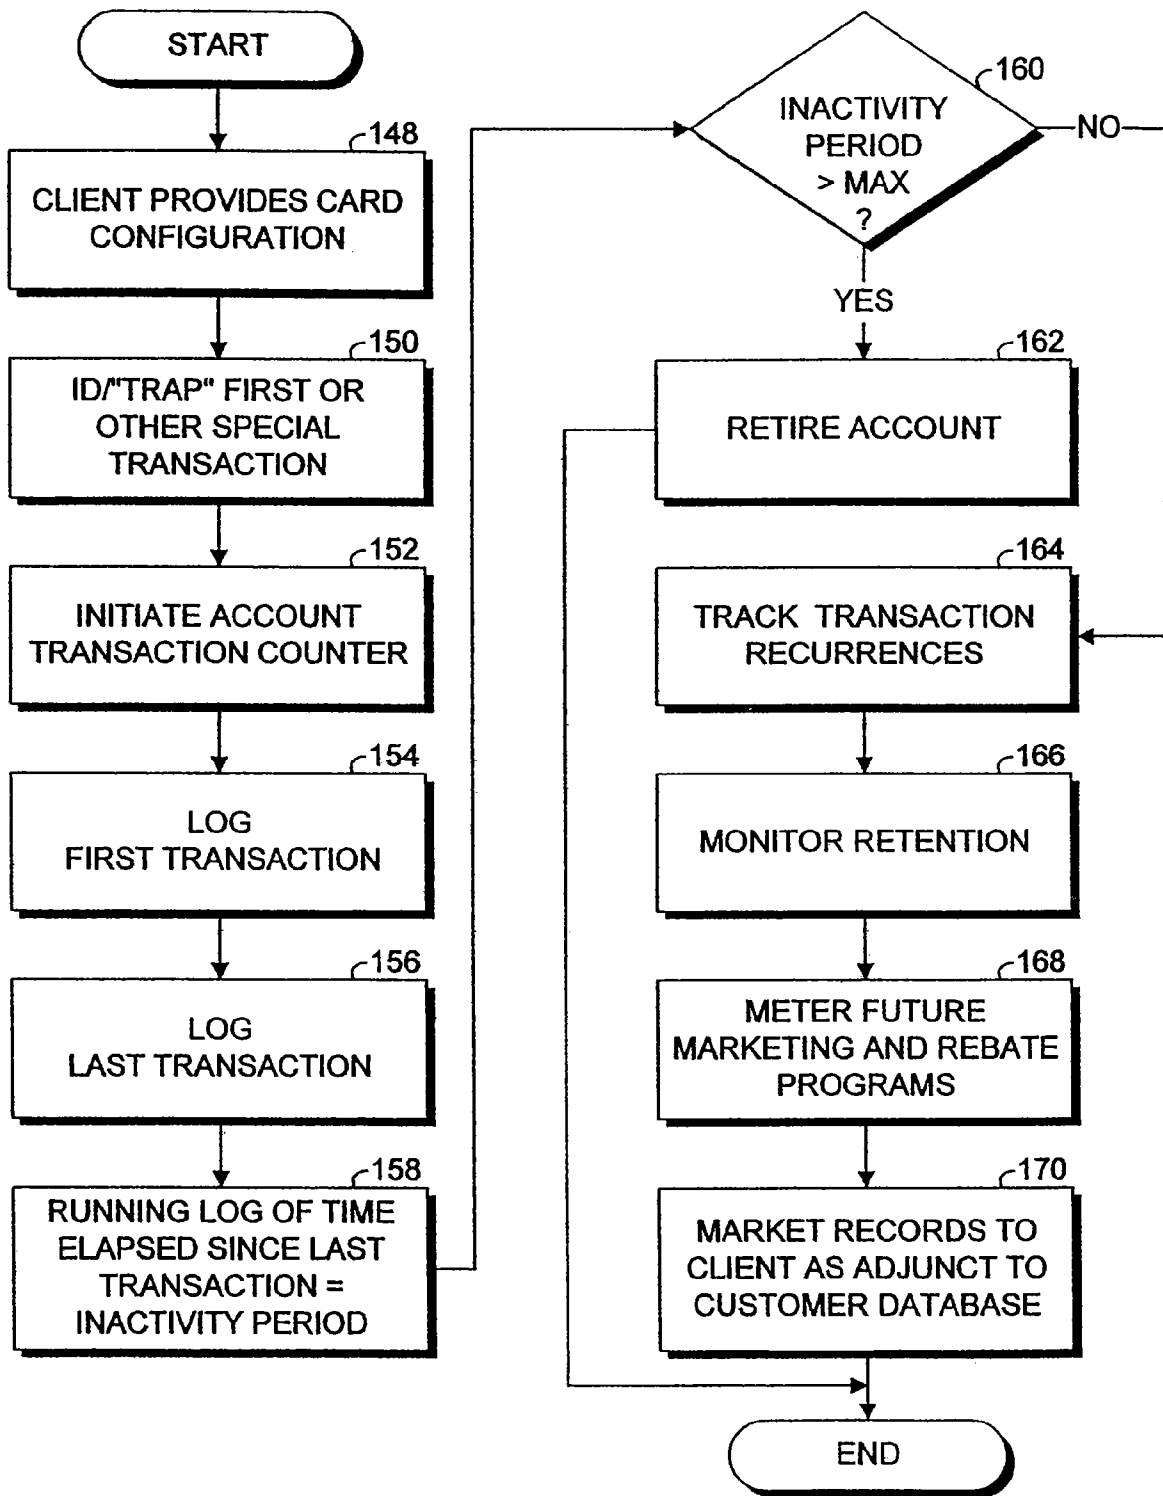 START
148
CLIENT PROVIDES CARD
CONFIGURATION
150
ID/"TRAP" FIRST OR
OTHER SPECIAL
TRANSACTION
152
INITIATE ACCOUNT
TRANSACTION COUNTER
154
LOG
FIRST TRANSACTION
156
LOG
LAST TRANSACTION
158
RUNNING LOG OF TIME
ELAPSED SINCE LAST
TRANSACTION =
INACTIVITY PERIOD
160
INACTIVITY
PERIOD
> MAX
?
NO
YES
162
RETIRE ACCOUNT
164
TRACK TRANSACTION
RECURRENCES
166
MONITOR RETENTION
168
METER FUTURE
MARKETING AND REBATE
PROGRAMS
170
MARKET RECORDS TO
CLIENT AS ADJUNCT TO
CUSTOMER DATABASE
END